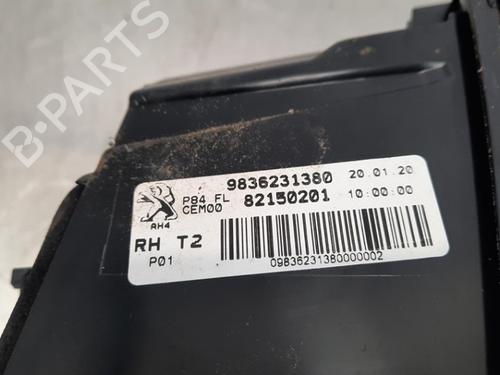 B-PARTS
9836231380 20.01.20
P84 FL
CEM00 82150201 10:00:00
AH4
RH T2
P01
09836231380000002